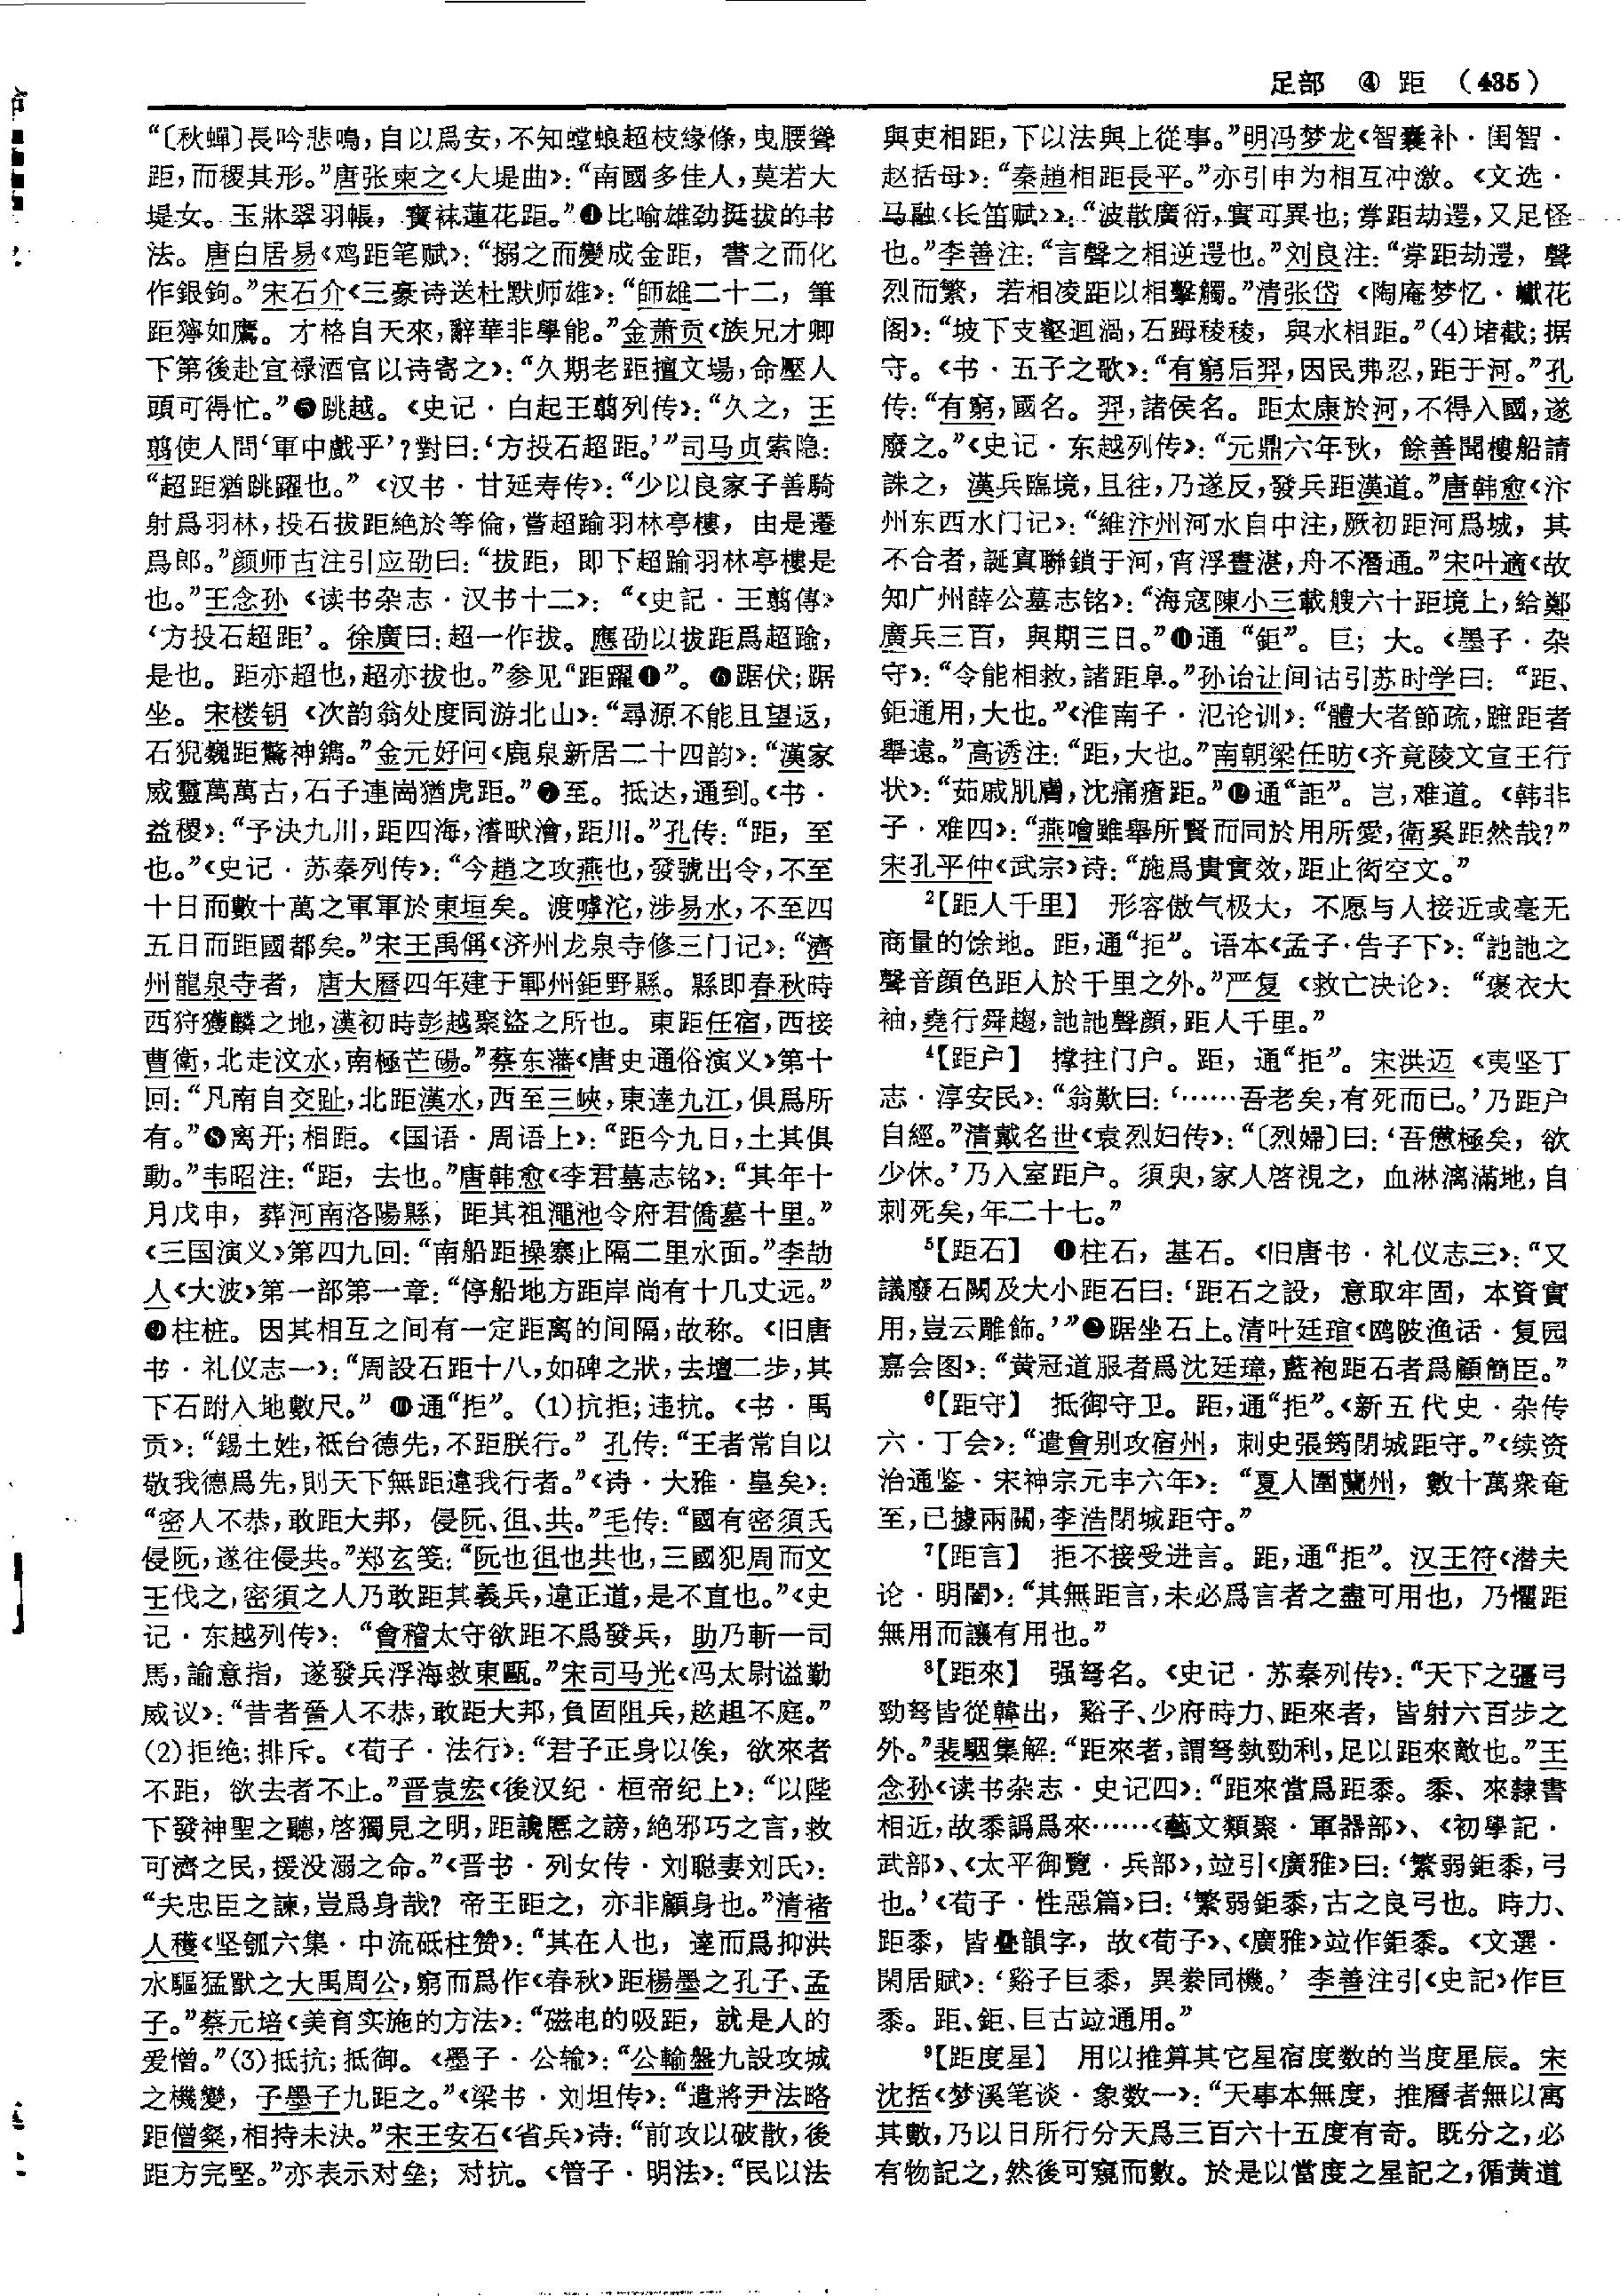 足部 ④ 距 （435）
“〔秋蟬〕長吟悲鳴，自以爲安，不知螳蜋超枝緣條，曳腰聳
距，而稷其形。”唐张柬之《大堤曲》：“南國多佳人，莫若大
堤女。玉牀翠羽帳，寶袜蓮花距。”❹比喻雄劲挺拔的书
法。唐白居易《鸡距笔赋》：“搦之而變成金距，書之而化
作銀鉤。”宋石介《三豪诗送杜默师雄》：“師雄二十二，筆
距獰如鷹。才格自天來，辭華非學能。”金萧贡《族兄才卿
下第後赴宜禄酒官以诗寄之》：“久期老距擅文場，命壓人
頭可得忙。”❺跳越。《史记·白起王翦列传》：“久之，王
翦使人問‘軍中戲乎’？對曰：‘方投石超距。’”司马贞索隐：
“超距猶跳躍也。”《汉书·甘延寿传》：“少以良家子善騎
射爲羽林，投石拔距絶於等倫，嘗超踰羽林亭樓，由是遷
爲郎。”颜师古注引应劭曰：“拔距，即下超踰羽林亭樓是
也。”王念孙《读书杂志·汉书十二》：“《史記·王翦傳》
‘方投石超距’。徐廣曰：超一作拔。應劭以拔距爲超踰，
是也。距亦超也，超亦拔也。”参见“距躍❶”。❻踞伏；踞
坐。宋楼钥《次韵翁处度同游北山》：“尋源不能且望返，
石猊巍距驚神鐫。”金元好问《鹿泉新居二十四韵》：“漢家
威靈萬萬古，石子連崗猶虎距。”❼至。抵达，通到。《书·
益稷》：“予決九川，距四海，濬畎澮，距川。”孔传：“距，至
也。”《史记·苏秦列传》：“今趙之攻燕也，發號出令，不至
十日而數十萬之軍軍於東垣矣。渡嘑沱，涉易水，不至四
五日而距國都矣。”宋王禹偁《济州龙泉寺修三门记》：“濟
州龍泉寺者，唐大曆四年建于鄆州鉅野縣。縣即春秋時
西狩獲麟之地，漢初時彭越聚盜之所也。東距任宿，西接
曹衛，北走汶水，南極芒碭。”蔡东藩《唐史通俗演义》第十
回：“凡南自交趾，北距漢水，西至三峽，東達九江，俱爲所
有。”❽离开；相距。《国语·周语上》：“距今九日，土其俱
動。”韦昭注：“距，去也。”唐韩愈《李君墓志铭》：“其年十
月戊申，葬河南洛陽縣，距其祖澠池令府君僑墓十里。”
《三国演义》第四九回：“南船距操寨止隔二里水面。”李劼
人《大波》第一部第一章：“停船地方距岸尚有十几丈远。”
❾柱桩。因其相互之间有一定距离的间隔，故称。《旧唐
书·礼仪志一》：“周設石距十八，如碑之狀，去壇二步，其
下石跗入地數尺。”❿通“拒”。(1)抗拒；违抗。《书·禹
贡》：“錫土姓，祗台德先，不距朕行。”孔传：“王者常自以
敬我德爲先，則天下無距違我行者。”《诗·大雅·皇矣》：
“密人不恭，敢距大邦，侵阮、徂、共。”毛传：“國有密須氏
侵阮，遂往侵共。”郑玄笺：“阮也徂也共也，三國犯周而文
王伐之，密須之人乃敢距其義兵，違正道，是不直也。”《史
记·东越列传》：“會稽太守欲距不爲發兵，助乃斬一司
馬，諭意指，遂發兵浮海救東甌。”宋司马光《冯太尉谥勤
威议》：“昔者晉人不恭，敢距大邦，負固阻兵，趑趄不庭。”
(2)拒绝；排斥。《荀子·法行》：“君子正身以俟，欲來者
不距，欲去者不止。”晋袁宏《後汉纪·桓帝纪上》：“以陛
下發神聖之聽，啓獨見之明，距讒慝之謗，絶邪巧之言，救
可濟之民，援没溺之命。”《晋书·列女传·刘聪妻刘氏》：
“夫忠臣之諫，豈爲身哉？帝王距之，亦非顧身也。”清褚
人穫《坚瓠六集·中流砥柱赞》：“其在人也，達而爲抑洪
水驅猛獸之大禹周公，窮而爲作《春秋》距楊墨之孔子、孟
子。”蔡元培《美育实施的方法》：“磁电的吸距，就是人的
爱憎。”(3)抵抗；抵御。《墨子·公输》：“公輸盤九設攻城
之機變，子墨子九距之。”《梁书·刘坦传》：“遣將尹法略
距僧粲，相持未決。”宋王安石《省兵》诗：“前攻以破散，後
距方完堅。”亦表示对垒；对抗。《管子·明法》：“民以法
與吏相距，下以法與上從事。”明冯梦龙《智囊补·闺智·
赵括母》：“秦趙相距長平。”亦引申为相互冲激。《文选·
马融〈长笛赋〉》：“波散廣衍，實可異也；掌距劫遌，又足怪
也。”李善注：“言聲之相逆遌也。”刘良注：“掌距劫遌，聲
烈而繁，若相凌距以相擊觸。”清张岱《陶庵梦忆·巘花
阁》：“坡下支壑迴渦，石踇稜稜，與水相距。”(4)堵截；据
守。《书·五子之歌》：“有窮后羿，因民弗忍，距于河。”孔
传：“有窮，國名。羿，諸侯名。距太康於河，不得入國，遂
廢之。”《史记·东越列传》：“元鼎六年秋，餘善聞樓船請
誅之，漢兵臨境，且往，乃遂反，發兵距漢道。”唐韩愈《汴
州东西水门记》：“維汴州河水自中注，厥初距河爲城，其
不合者，誕寘聯鎖于河，宵浮晝湛，舟不潛通。”宋叶適《故
知广州薛公墓志铭》：“海寇陳小三載艘六十距境上，給鄭
廣兵三百，與期三日。”⓫通“鉅”。巨；大。《墨子·杂
守》：“令能相救，諸距阜。”孙诒让间诂引苏时学曰：“距、
鉅通用，大也。”《淮南子·氾论训》：“體大者節疏，蹠距者
舉遠。”高诱注：“距，大也。”南朝梁任昉《齐竟陵文宣王行
状》：“茹戚肌膚，沈痛瘡距。”⓬通“詎”。岂，难道。《韩非
子·难四》：“燕噲雖舉所賢而同於用所愛，衛奚距然哉？”
宋孔平仲《武宗》诗：“施爲貴實效，距止衒空文。”
²【距人千里】 形容傲气极大，不愿与人接近或毫无
商量的馀地。距，通“拒”。语本《孟子·告子下》：“訑訑之
聲音顔色距人於千里之外。”严复《救亡决论》：“褒衣大
袖，堯行舜趨，訑訑聲顔，距人千里。”
⁴【距户】 撑拄门户。距，通“拒”。宋洪迈《夷坚丁
志·淳安民》：“翁歎曰：‘……吾老矣，有死而已。’乃距户
自經。”清戴名世《袁烈妇传》：“〔烈婦〕曰：‘吾憊極矣，欲
少休。’乃入室距户。須臾，家人啓視之，血淋漓滿地，自
刺死矣，年二十七。”
⁵【距石】 ❶柱石，基石。《旧唐书·礼仪志三》：“又
議廢石闕及大小距石曰：‘距石之設，意取牢固，本資實
用，豈云雕飾。’”❷踞坐石上。清叶廷琯《鸥陂渔话·复园
嘉会图》：“黄冠道服者爲沈廷璋，藍袍距石者爲顧簡臣。”
⁶【距守】 抵御守卫。距，通“拒”。《新五代史·杂传
六·丁会》：“遣會别攻宿州，刺史張筠閉城距守。”《续资
治通鉴·宋神宗元丰六年》：“夏人圍蘭州，數十萬衆奄
至，已據兩關，李浩閉城距守。”
⁷【距言】 拒不接受进言。距，通“拒”。汉王符《潜夫
论·明闇》：“其無距言，未必爲言者之盡可用也，乃懼距
無用而讓有用也。”
⁸【距來】 强弩名。《史记·苏秦列传》：“天下之彊弓
勁弩皆從韓出，谿子、少府時力、距來者，皆射六百步之
外。”裴駰集解：“距來者，謂弩埶勁利，足以距來敵也。”王
念孙《读书杂志·史记四》：“距來當爲距黍。黍、來隸書
相近，故黍譌爲來……《藝文類聚·軍器部》、《初學記·
武部》、《太平御覽·兵部》，竝引《廣雅》曰：‘繁弱鉅黍，弓
也。’《荀子·性惡篇》曰：‘繁弱鉅黍，古之良弓也。時力、
距黍，皆疊韻字，故《荀子》、《廣雅》竝作鉅黍。《文選·
閑居賦》：‘谿子巨黍，異絭同機。’李善注引《史記》作巨
黍。距、鉅、巨古竝通用。”
⁹【距度星】 用以推算其它星宿度数的当度星辰。宋
沈括《梦溪笔谈·象数一》：“天事本無度，推曆者無以寓
其數，乃以日所行分天爲三百六十五度有奇。既分之，必
有物記之，然後可窺而數。於是以當度之星記之，循黄道